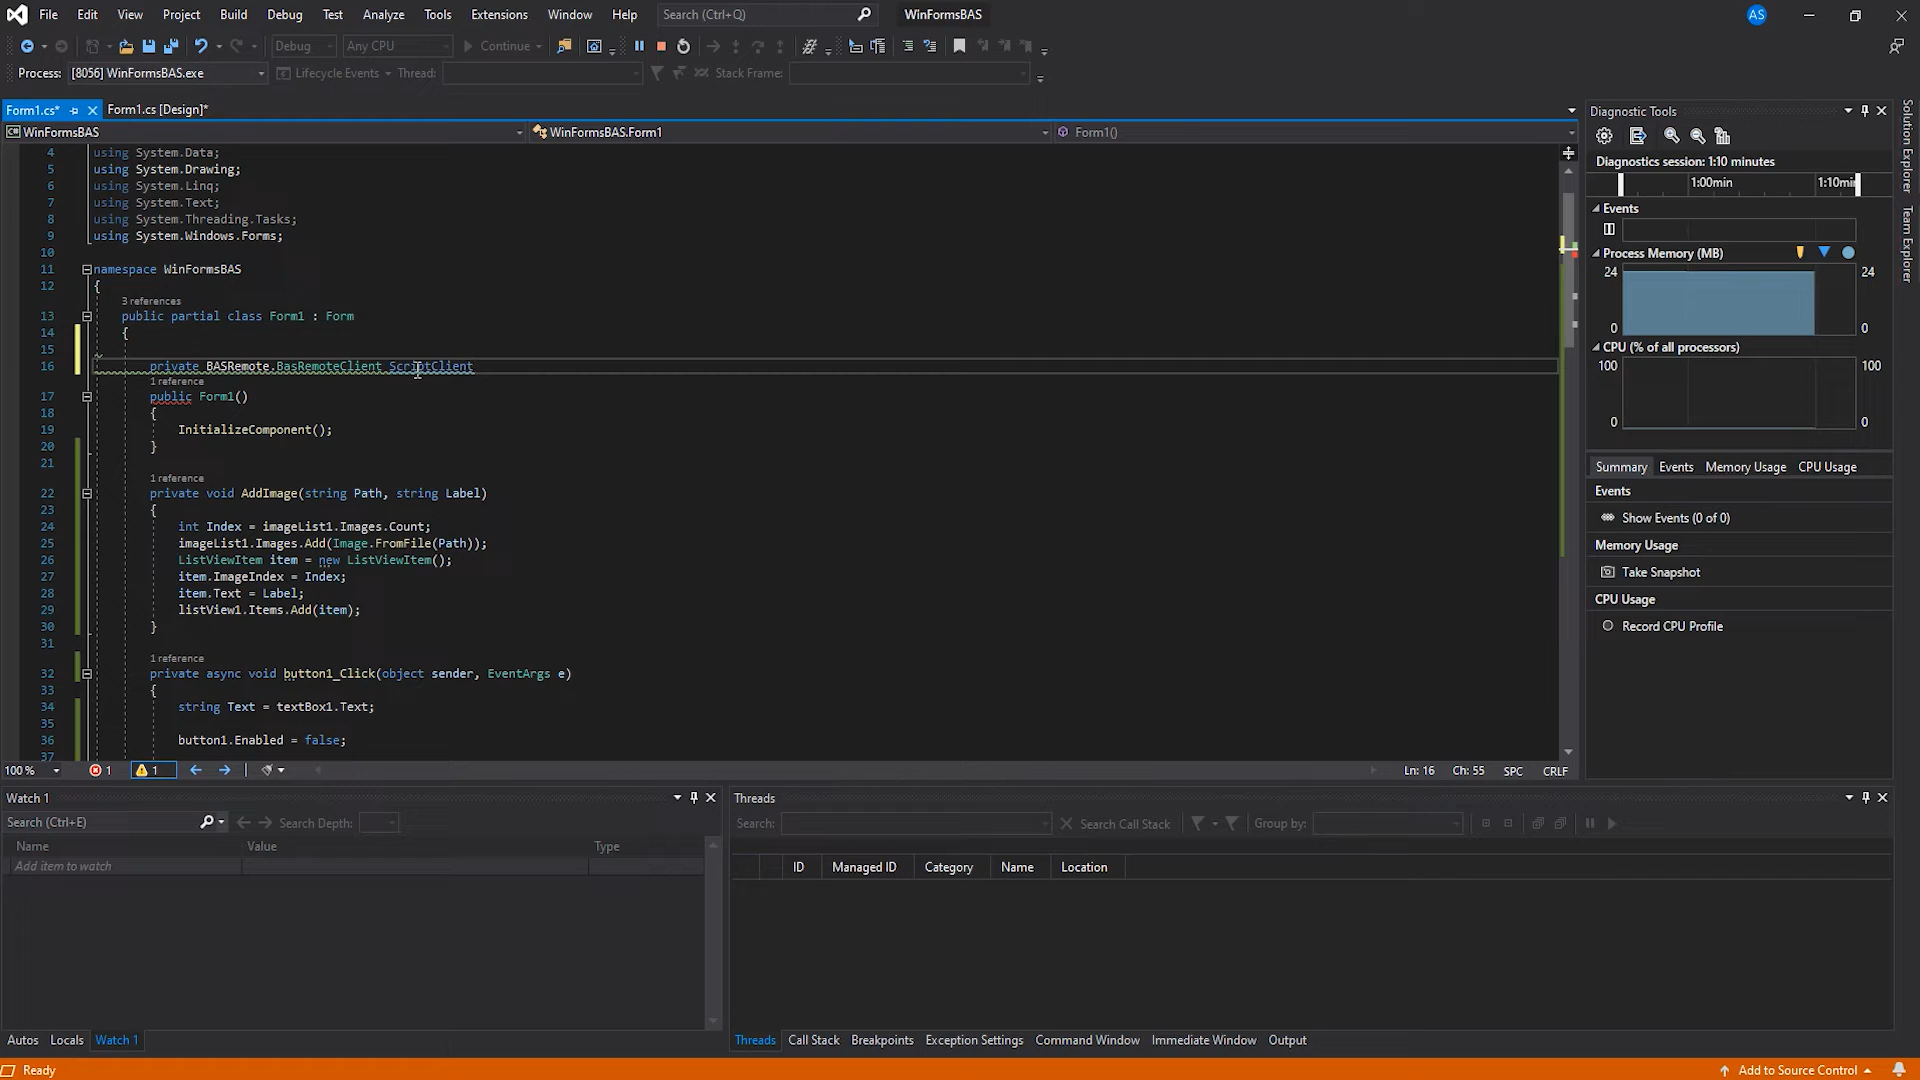 File Edit View Project Build Debug Test Analyze Tools Extensions Window Help Search (Ctrl+Q) WinFormsBAS AS
Debug Any CPU Continue
Process: [8056] WinFormsBAS.exe Lifecycle Events Thread: Stack Frame:
Form1.cs* Form1.cs [Design]*
WinFormsBAS WinFormsBAS.Form1 Form1()
4 using System.Data;
5 using System.Drawing;
6 using System.Linq;
7 using System.Text;
8 using System.Threading.Tasks;
9 using System.Windows.Forms;
10
11 namespace WinFormsBAS
12 {
3 references
13 public partial class Form1 : Form
14 {
15
16 private BASRemote.BasRemoteClient ScriptClient
1 reference
17 public Form1()
18 {
19 InitializeComponent();
20 }
21
1 reference
22 private void AddImage(string Path, string Label)
23 {
24 int Index = imageList1.Images.Count;
25 imageList1.Images.Add(Image.FromFile(Path));
26 ListViewItem item = new ListViewItem();
27 item.ImageIndex = Index;
28 item.Text = Label;
29 listView1.Items.Add(item);
30 }
31
1 reference
32 private async void button1_Click(object sender, EventArgs e)
33 {
34 string Text = textBox1.Text;
35
36 button1.Enabled = false;
37
100 % 1 1 Ln: 16 Ch: 55 SPC CRLF
Diagnostic Tools
Diagnostics session: 1:10 minutes
1:00min 1:10min
Events
Process Memory (MB)
24 24
0 0
CPU (% of all processors)
100 100
0 0
Summary Events Memory Usage CPU Usage
Events
Show Events (0 of 0)
Memory Usage
Take Snapshot
CPU Usage
Record CPU Profile
Solution Explorer
Team Explorer
Watch 1
Search (Ctrl+E) Search Depth:
Name Value Type
Add item to watch
Autos Locals Watch 1
Threads
Search: Search Call Stack Group by:
ID Managed ID Category Name Location
Threads Call Stack Breakpoints Exception Settings Command Window Immediate Window Output
Ready Add to Source Control